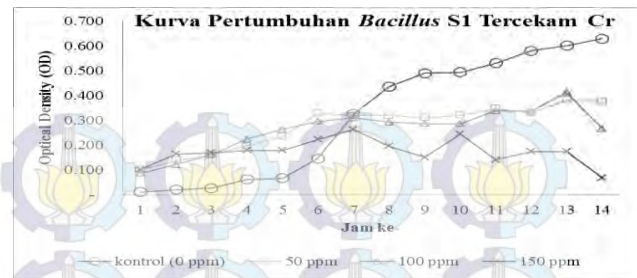 Kurva Pertumbuhan Bacillus S1 Tercekam Cr
Optical Density (OD)
0.700
0.600
0.500
0.400
0.300
0.200
0.100
-
1 2 3 4 5 6 7 8 9 10 11 12 13 14
Jam ke
kontrol (0 ppm) 50 ppm 100 ppm 150 ppm